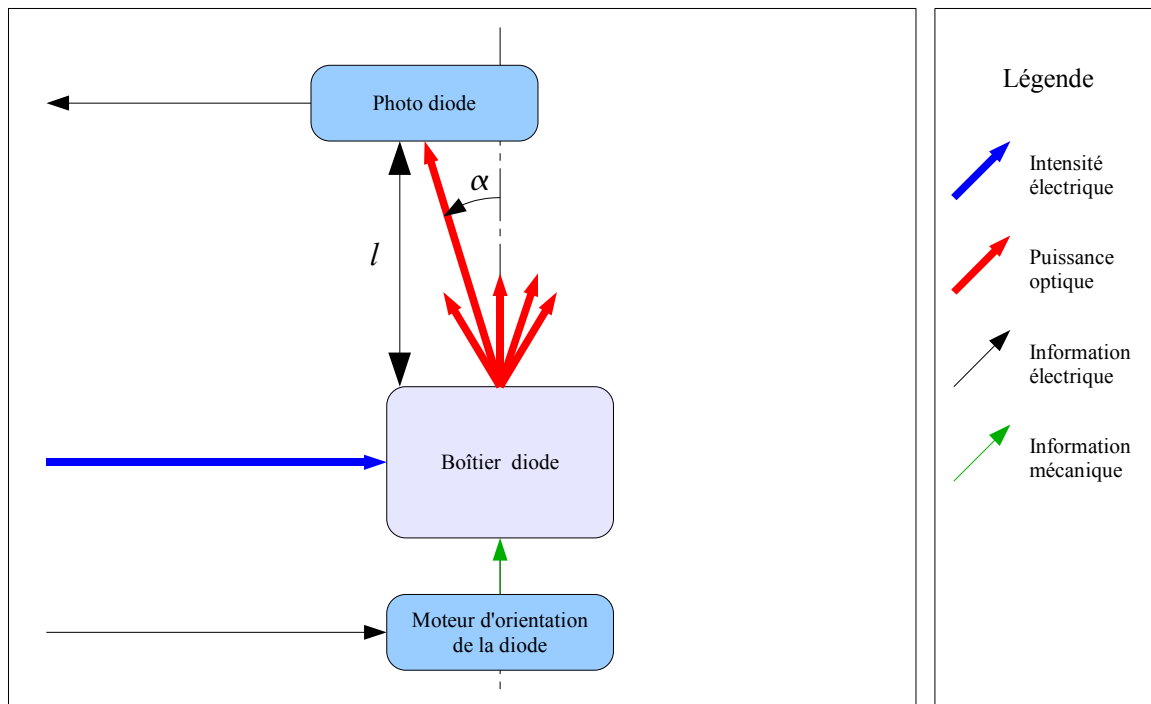 Photo diode
α
l
Boîtier diode
Moteur d'orientation
de la diode
Légende
Intensité
électrique
Puissance
optique
Information
électrique
Information
mécanique